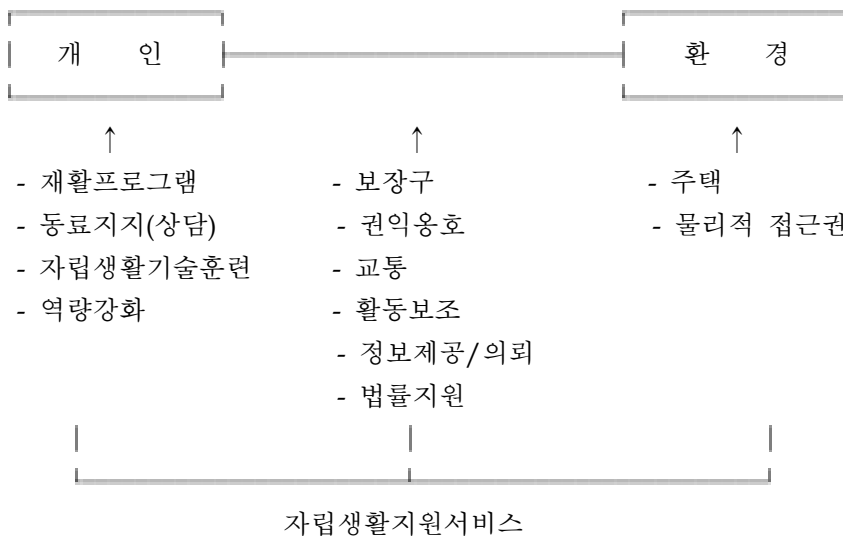 개 인
환 경
↑ ↑ ↑
- 재활프로그램
- 동료지지(상담)
- 자립생활기술훈련
- 역량강화
- 보장구
- 권익옹호
- 교통
- 활동보조
- 정보제공/의뢰
- 법률지원
- 주택
- 물리적 접근권
자립생활지원서비스